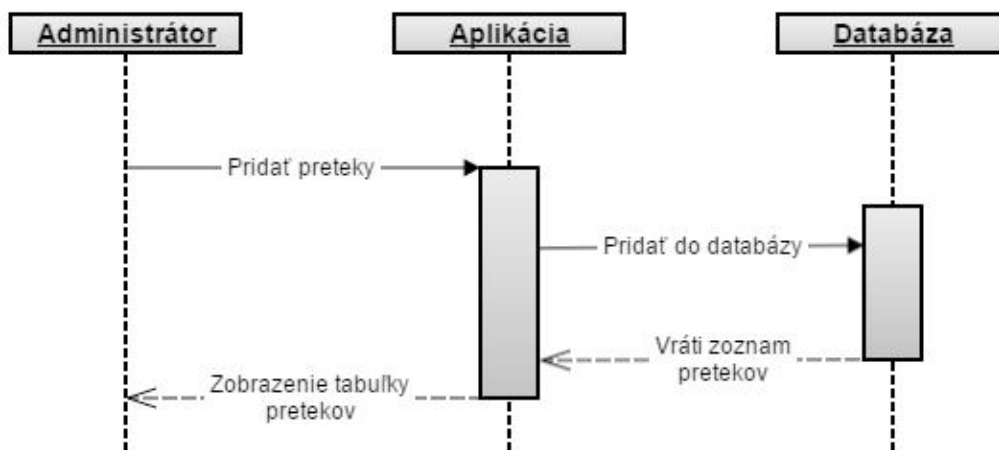 Administrátor
Aplikácia
Databáza
Pridať preteky
Pridať do databázy
Vráti zoznam
pretekov
Zobrazenie tabuľky
pretekov